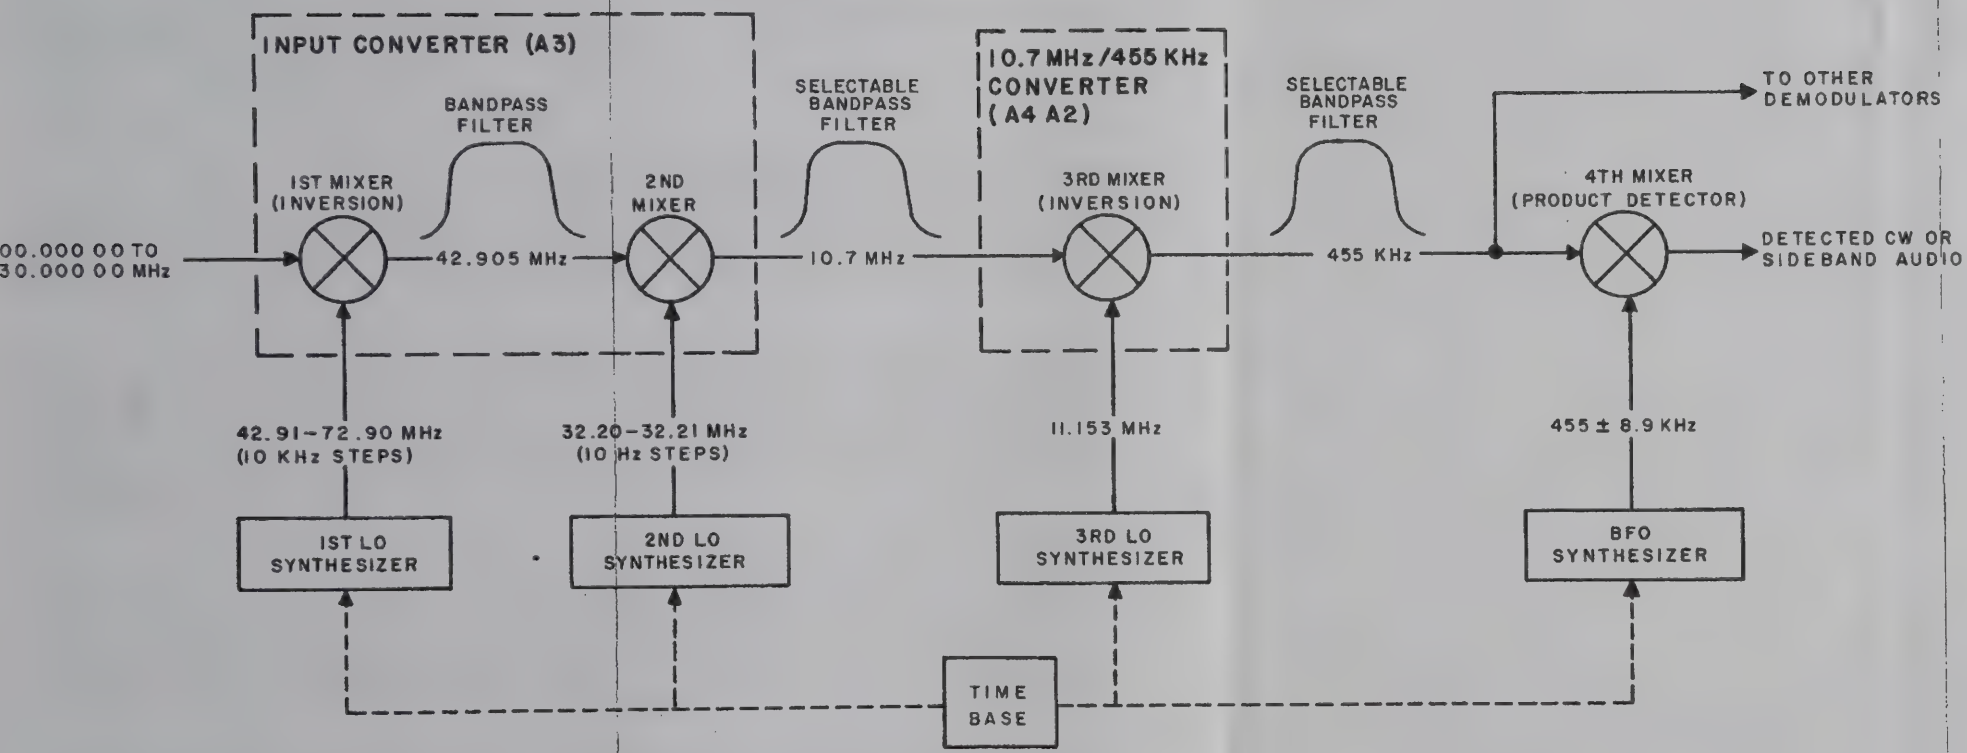 INPUT CONVERTER (A3)
10.7 MHz/455 KHz
CONVERTER
(A4 A2)
BANDPASS
FILTER
SELECTABLE
BANDPASS
FILTER
SELECTABLE
BANDPASS
FILTER
TO OTHER
DEMODULATORS
1ST MIXER
(INVERSION)
2ND
MIXER
3RD MIXER
(INVERSION)
4TH MIXER
(PRODUCT DETECTOR)
00.000 00 TO
30.000 00 MHz
42.905 MHz
10.7 MHz
455 KHz
DETECTED CW OR
SIDEBAND AUDIO
42.91-72.90 MHz
(10 KHz STEPS)
32.20-32.21 MHz
(10 Hz STEPS)
11.153 MHz
455 ± 8.9 KHz
1ST LO
SYNTHESIZER
2ND LO
SYNTHESIZER
3RD LO
SYNTHESIZER
BFO
SYNTHESIZER
TIME
BASE